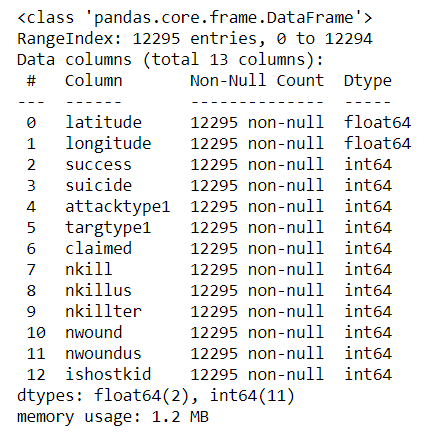 <class 'pandas.core.frame.DataFrame'>
RangeIndex: 12295 entries, 0 to 12294
Data columns (total 13 columns):
 #   Column       Non-Null Count  Dtype
---  ------       --------------  -----
 0   latitude     12295 non-null  float64
 1   longitude    12295 non-null  float64
 2   success      12295 non-null  int64
 3   suicide      12295 non-null  int64
 4   attacktype1  12295 non-null  int64
 5   targtype1    12295 non-null  int64
 6   claimed      12295 non-null  int64
 7   nkill        12295 non-null  int64
 8   nkillus      12295 non-null  int64
 9   nkillter     12295 non-null  int64
 10  nwound       12295 non-null  int64
 11  nwoundus     12295 non-null  int64
 12  ishostkid    12295 non-null  int64
dtypes: float64(2), int64(11)
memory usage: 1.2 MB